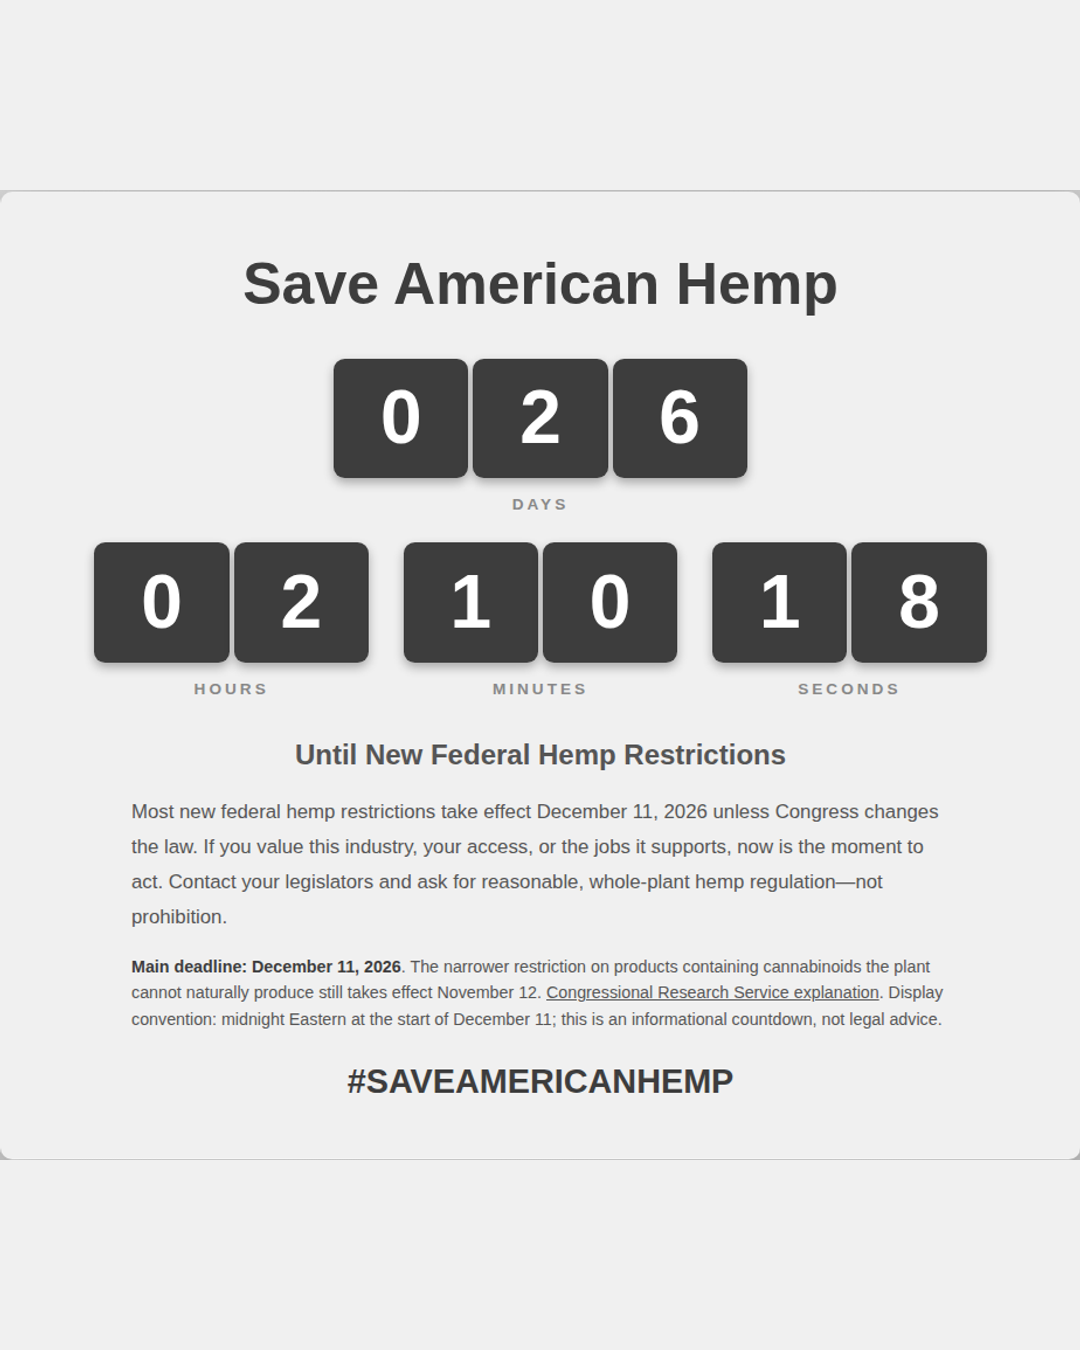 Save American Hemp
0 2 6
DAYS
0 2 1 0 1 8
HOURS MINUTES SECONDS
Until New Federal Hemp Restrictions
Most new federal hemp restrictions take effect December 11, 2026 unless Congress changes
the law. If you value this industry, your access, or the jobs it supports, now is the moment to
act. Contact your legislators and ask for reasonable, whole-plant hemp regulation—not
prohibition.
Main deadline: December 11, 2026. The narrower restriction on products containing cannabinoids the plant
cannot naturally produce still takes effect November 12. Congressional Research Service explanation. Display
convention: midnight Eastern at the start of December 11; this is an informational countdown, not legal advice.
#SAVEAMERICANHEMP